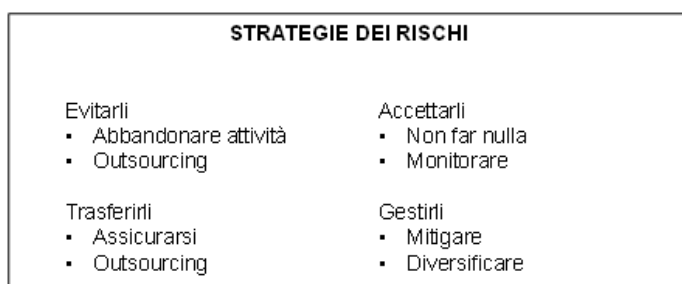 STRATEGIE DEI RISCHI
Evitarli
▪ Abbandonare attività
▪ Outsourcing
Accettarli
▪ Non far nulla
▪ Monitorare
Trasferirli
▪ Assicurarsi
▪ Outsourcing
Gestirli
▪ Mitigare
▪ Diversificare